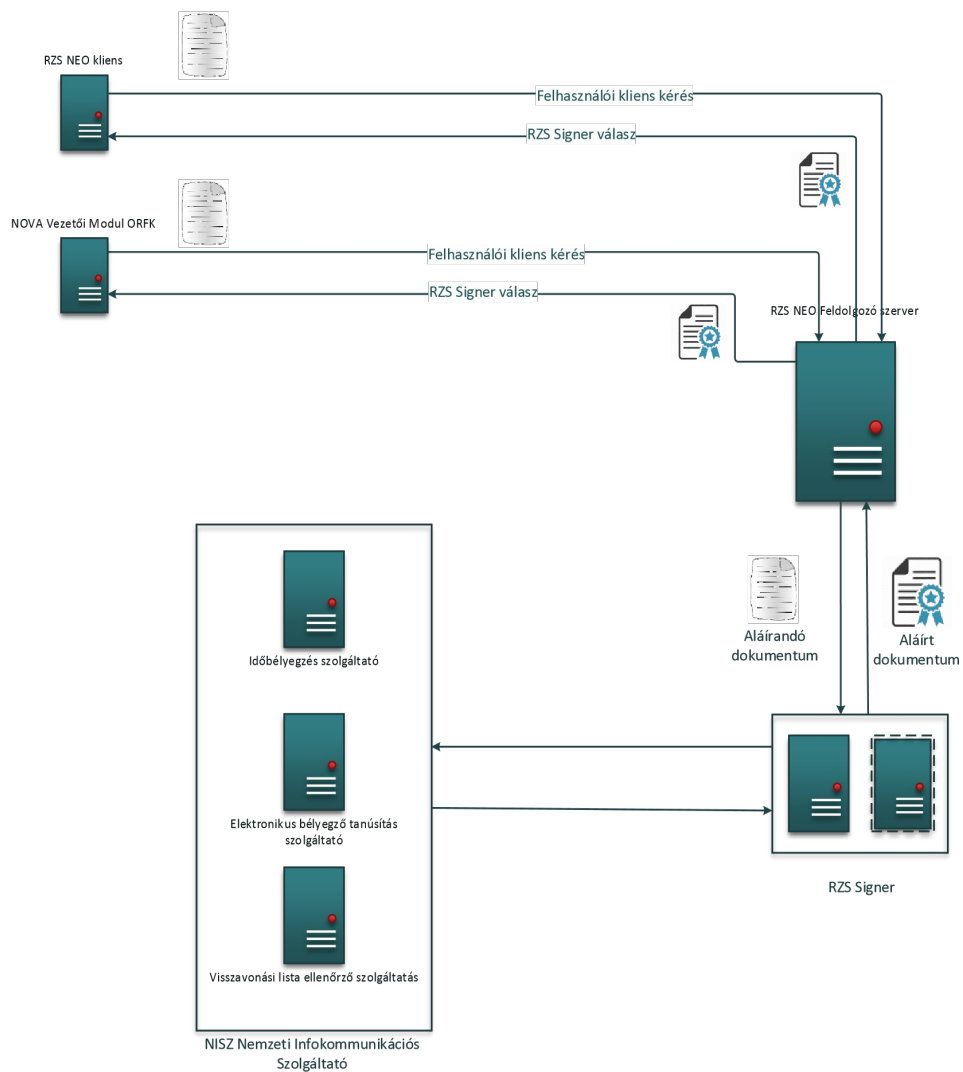 RZS NEO kliens
Felhasználói kliens kérés
RZS Signer válasz
NOVA Vezetői Modul ORFK
Felhasználói kliens kérés
RZS Signer válasz
RZS NEO Feldolgozó szerver
Aláírandó
dokumentum
Aláírt
dokumentum
Időbélyegzés szolgáltató
Elektronikus bélyegző tanúsítás
szolgáltató
Visszavonási lista ellenőrző szolgáltatás
RZS Signer
NISZ Nemzeti Infokommunikációs
Szolgáltató